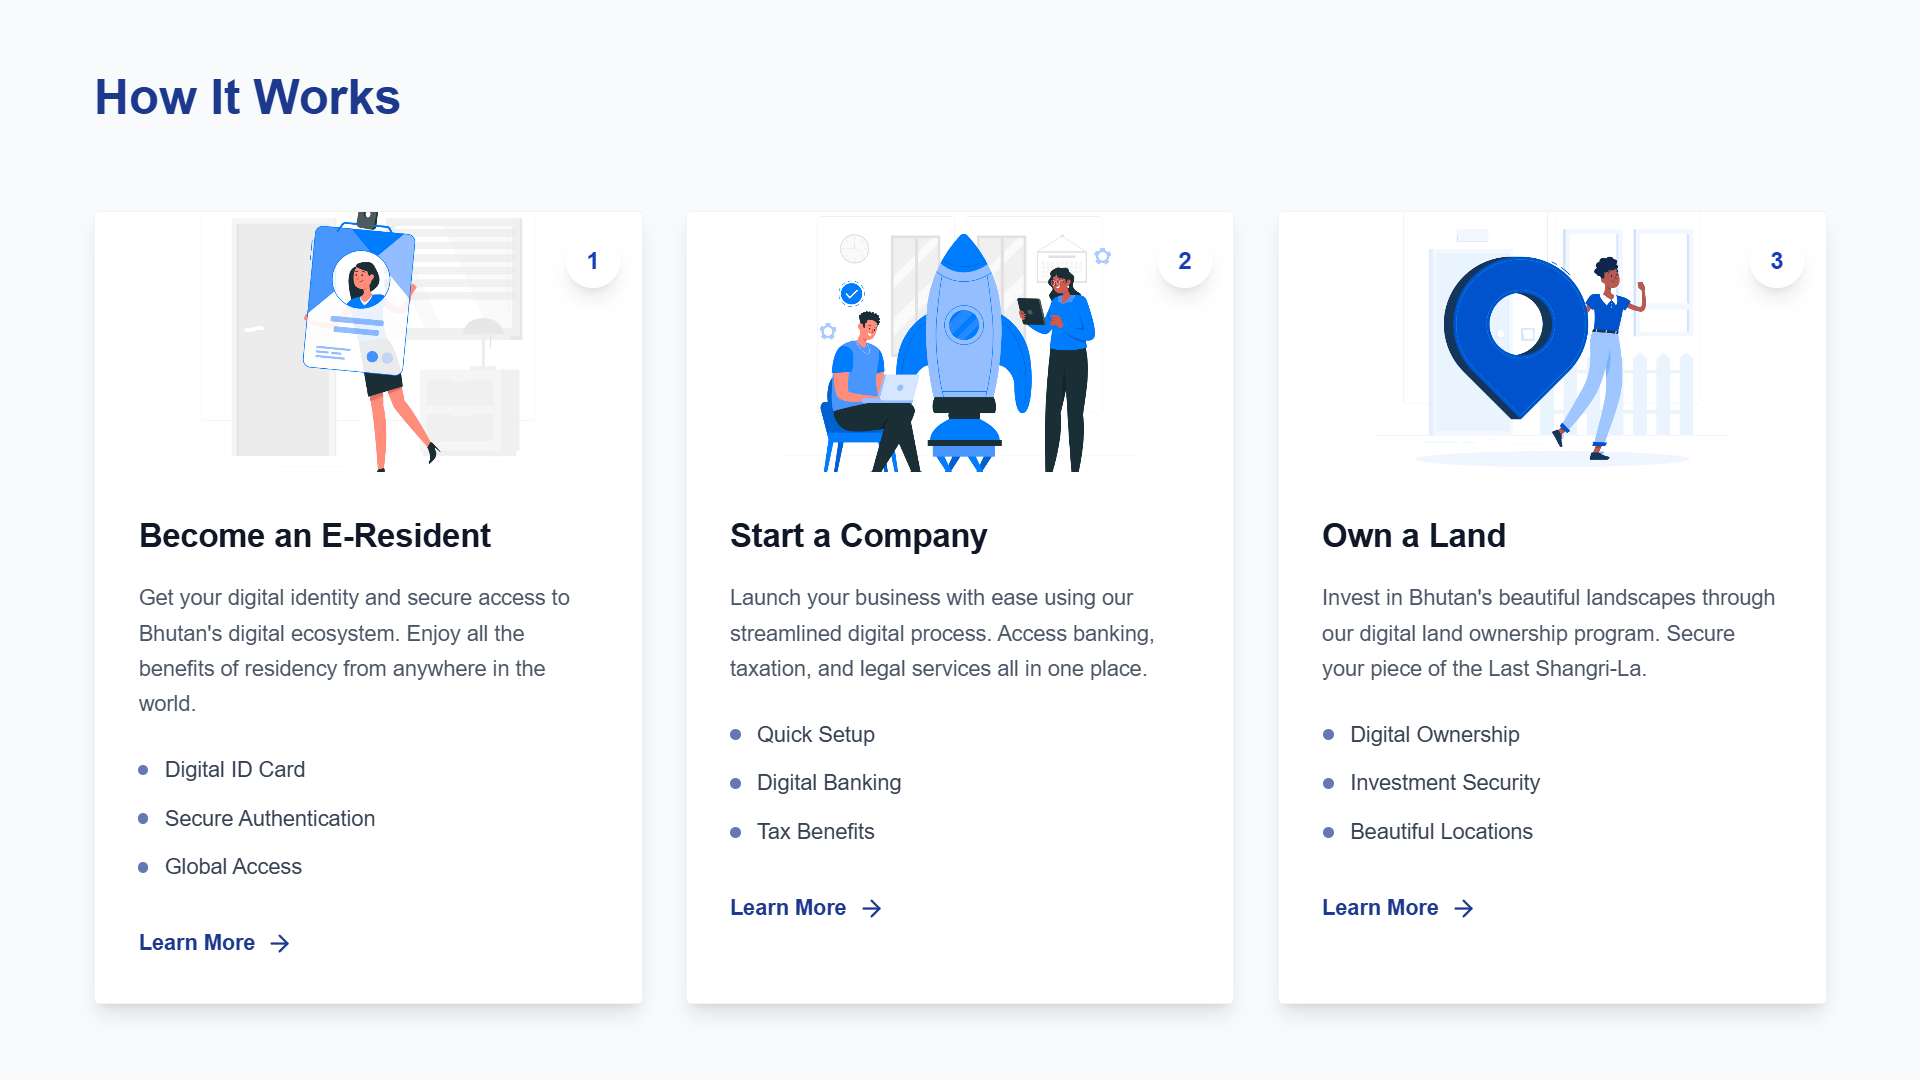 How It Works
1
Become an E-Resident
Get your digital identity and secure access to
Bhutan's digital ecosystem. Enjoy all the
benefits of residency from anywhere in the
world.
Digital ID Card
Secure Authentication
Global Access
Learn More
2
Start a Company
Launch your business with ease using our
streamlined digital process. Access banking,
taxation, and legal services all in one place.
Quick Setup
Digital Banking
Tax Benefits
Learn More
3
Own a Land
Invest in Bhutan's beautiful landscapes through
our digital land ownership program. Secure
your piece of the Last Shangri-La.
Digital Ownership
Investment Security
Beautiful Locations
Learn More